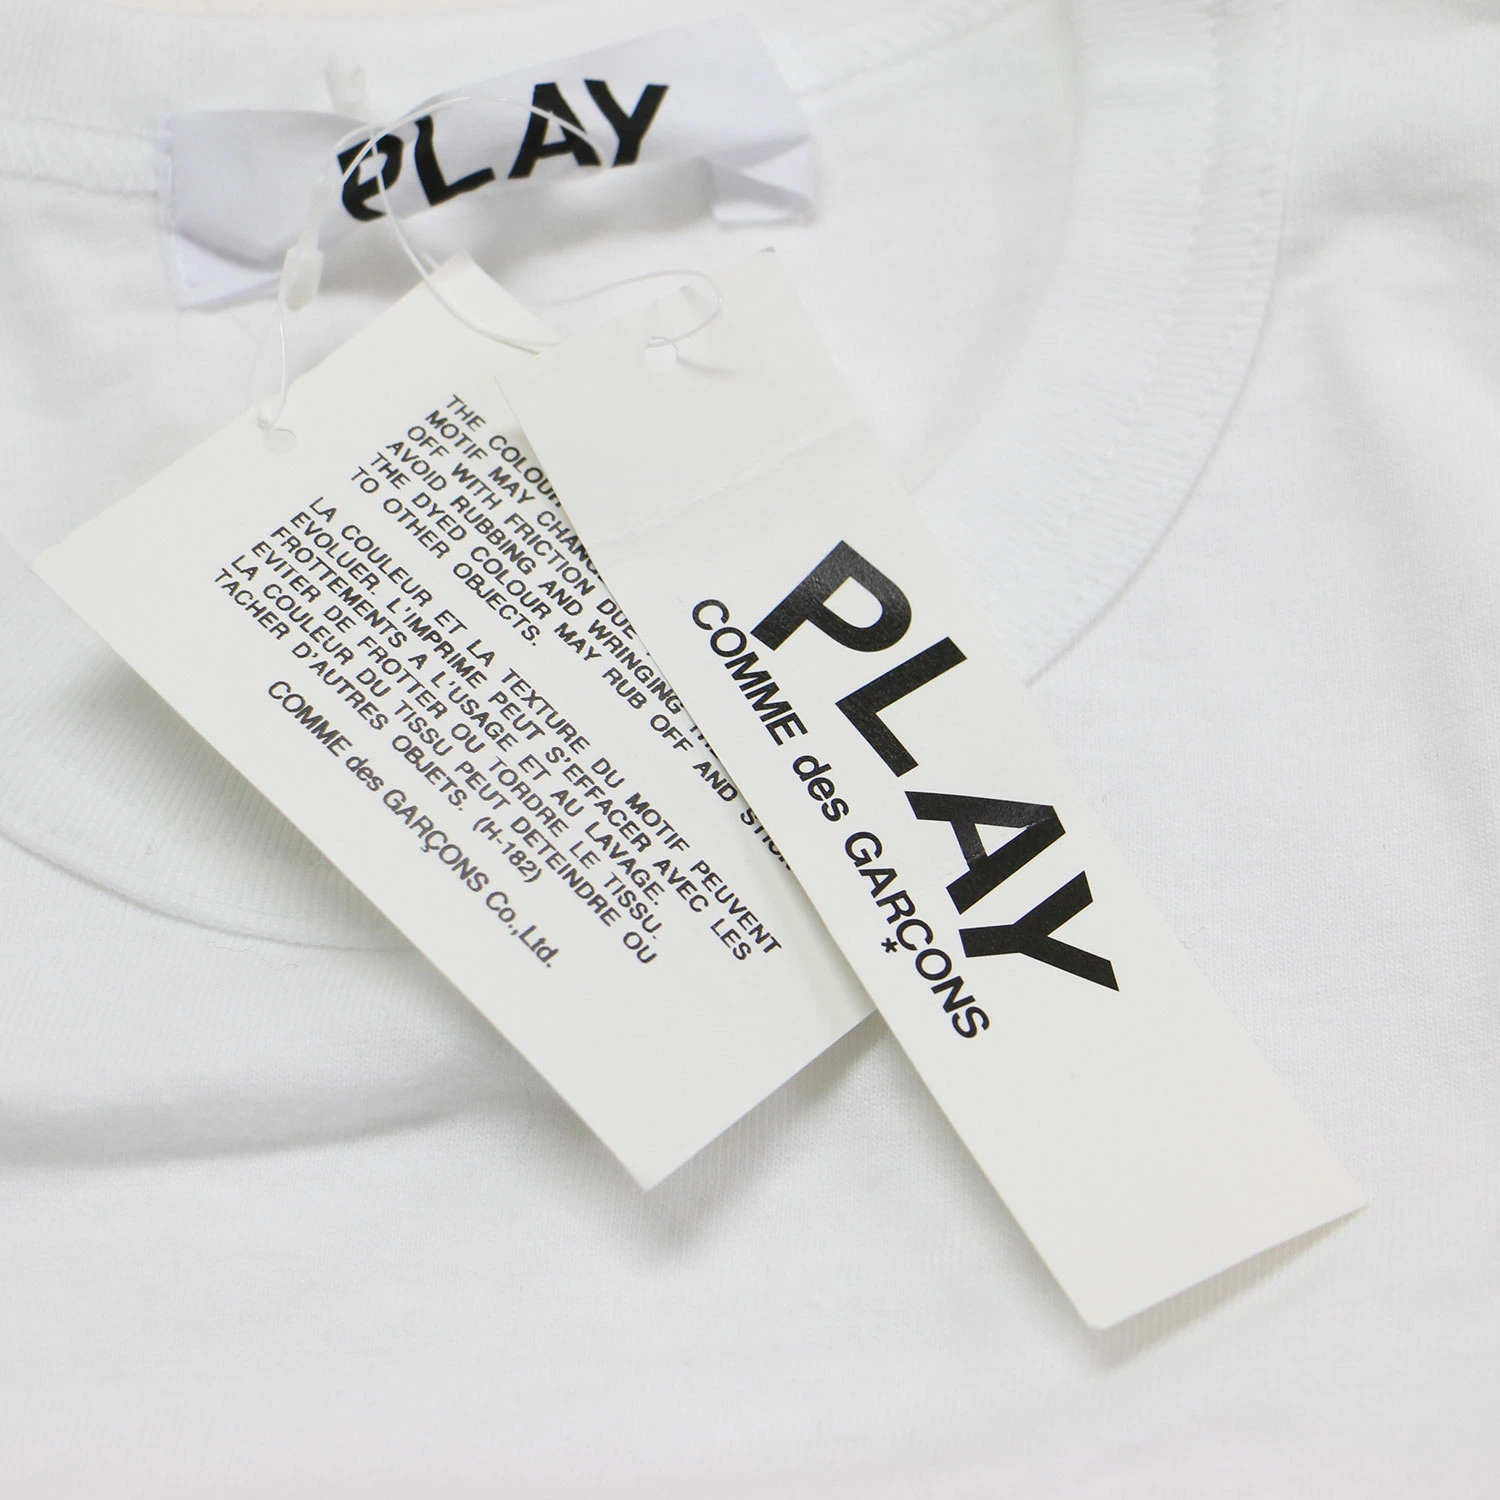 PLAY
THE COLOUR
MOTIF MAY CHANGE
OFF WITH FRICTION DUE
AVOID RUBBING AND WRINGING
THE DYED COLOUR MAY RUB OFF AND
TO OTHER OBJECTS.
LA COULEUR ET LA TEXTURE DU MOTIF PEUVENT
EVOLUER. L'IMPRIME PEUT S'EFFACER AVEC LES
FROTTEMENTS A L'USAGE ET AU LAVAGE.
EVITER DE FROTTER OU TORDRE LE TISSU.
LA COULEUR DU TISSU PEUT DETEINDRE OU
TACHER D'AUTRES OBJETS. (H-182)
COMME des GARÇONS Co.,Ltd.
PLAY
COMME des GARÇONS
*